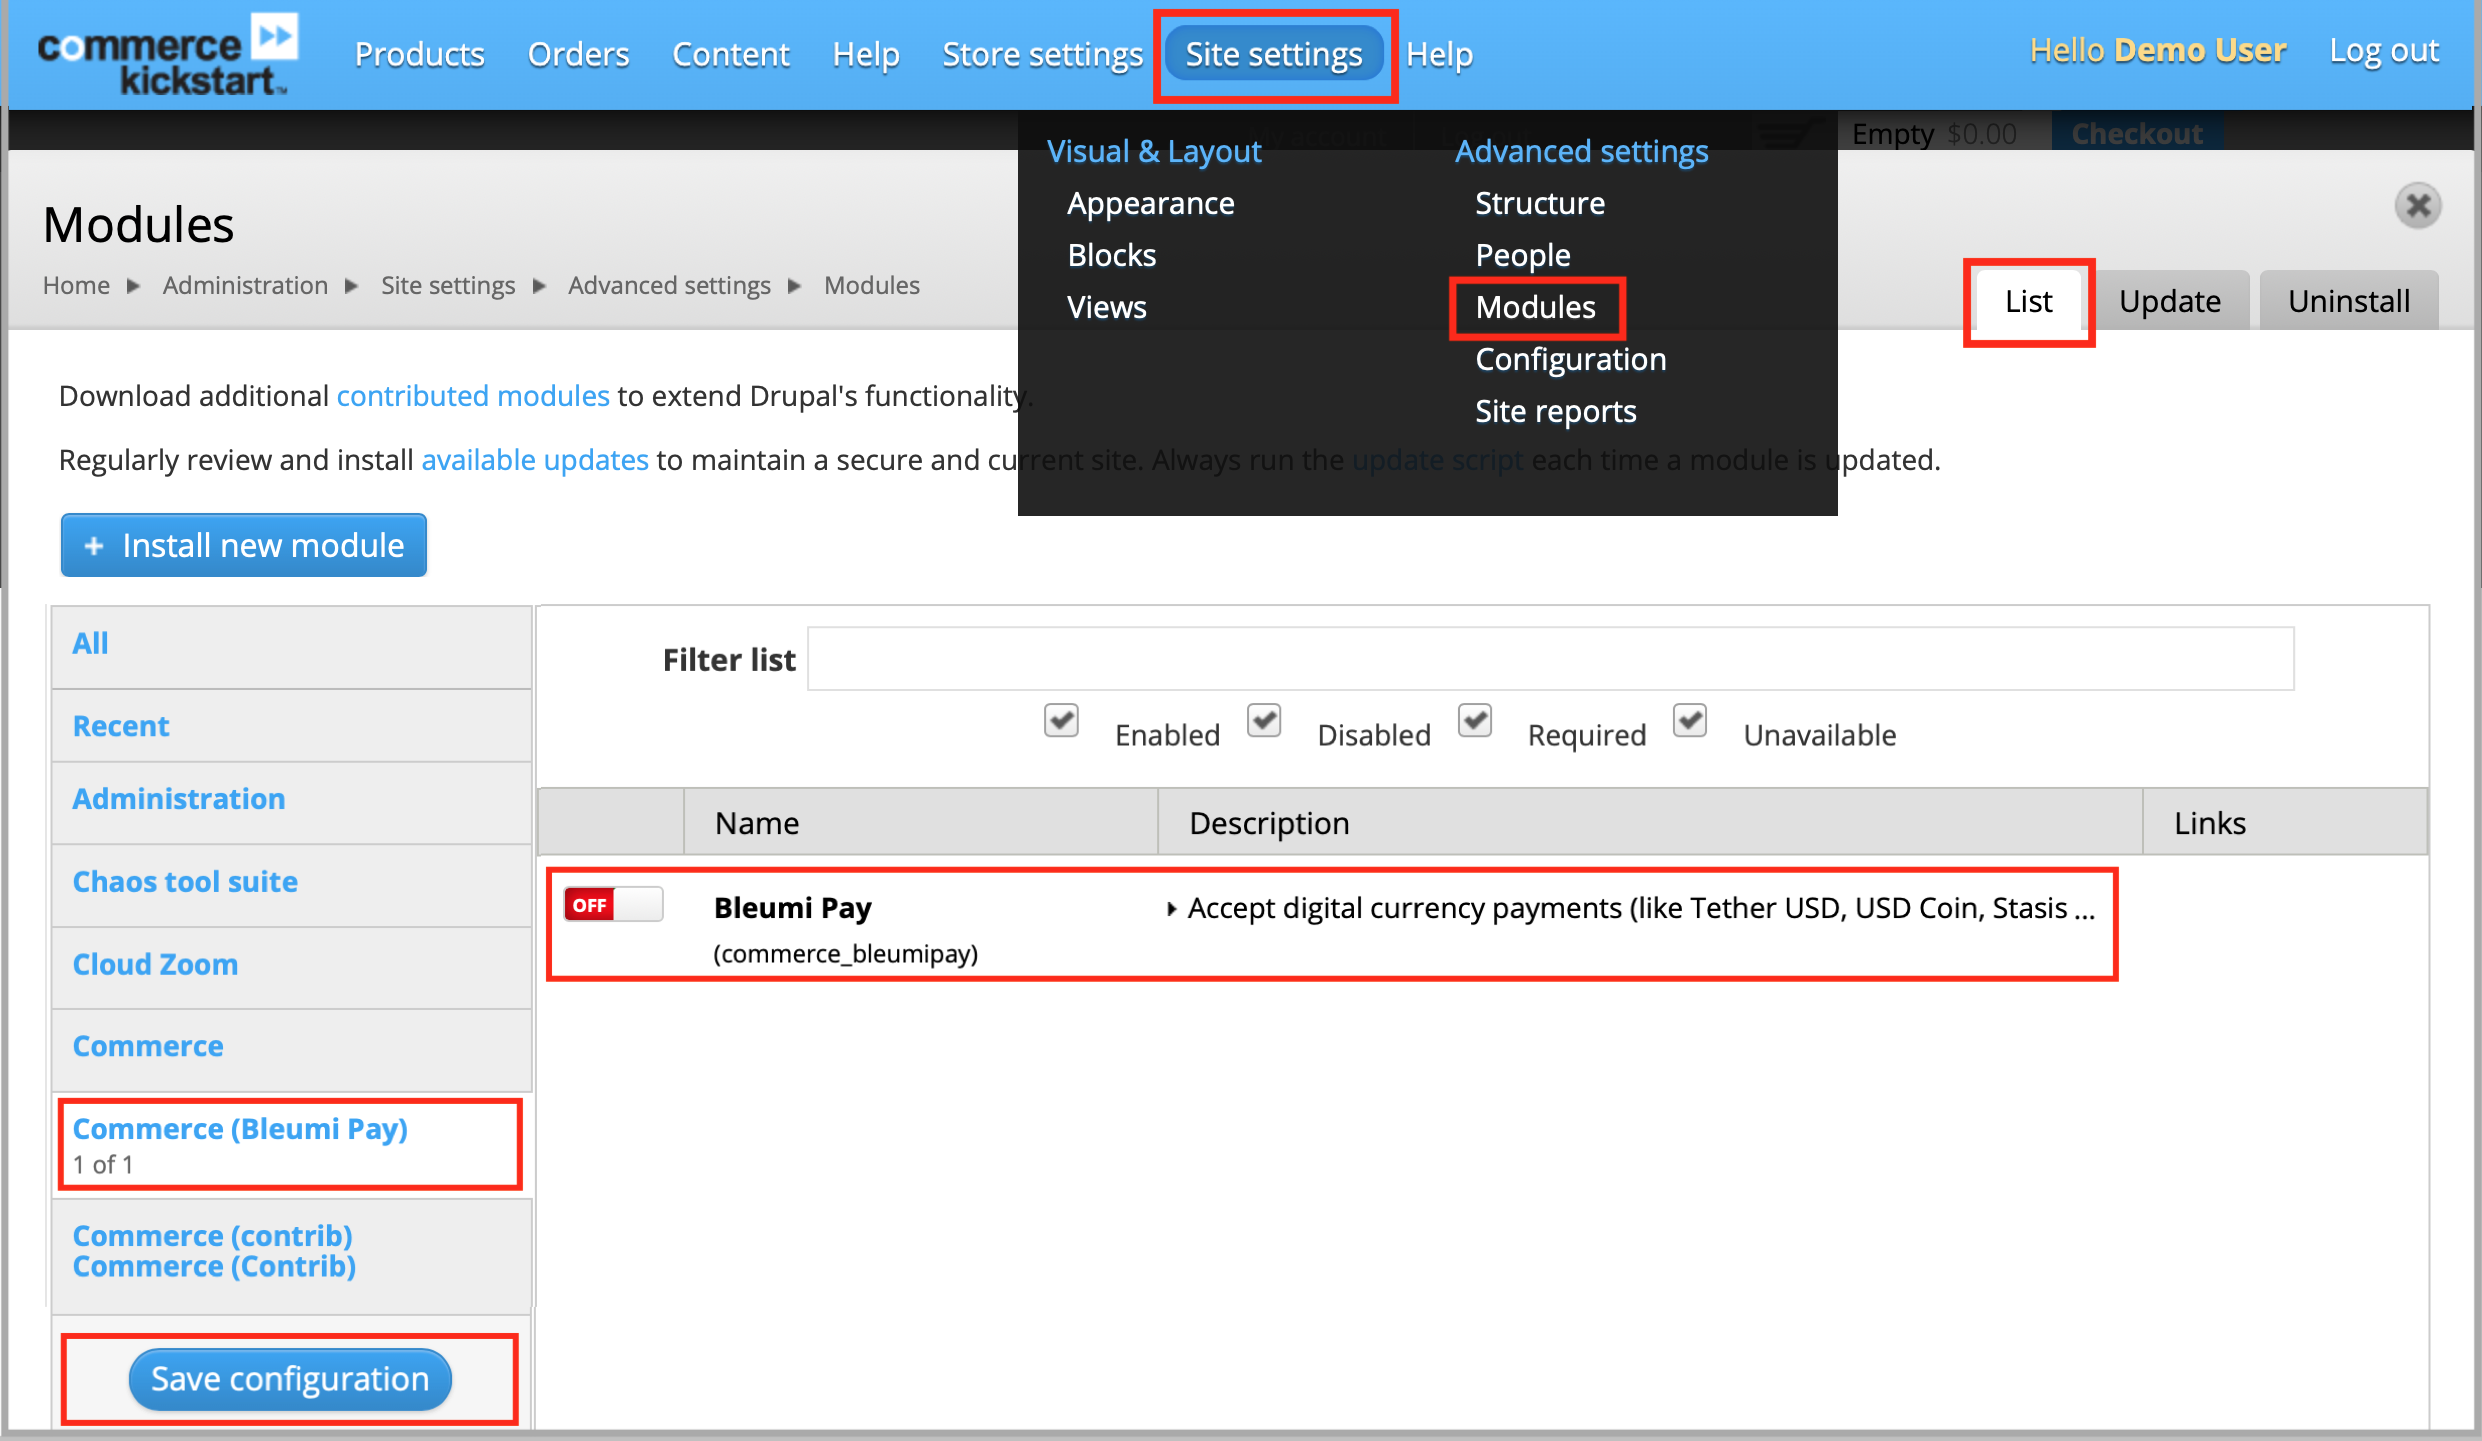 commerce kickstart™
Products Orders Content Help Store settings Site settings Help
Hello Demo User Log out
My account Empty $0.00 Checkout
Visual & Layout
Appearance
Blocks
Views
Advanced settings
Structure
People
Modules
Configuration
Site reports
Modules
Home Administration Site settings Advanced settings Modules
List Update Uninstall
Download additional contributed modules to extend Drupal's functionality.
Regularly review and install available updates to maintain a secure and current site. Always run the update script each time a module is updated.
+ Install new module
All
Recent
Administration
Chaos tool suite
Cloud Zoom
Commerce
Commerce (Bleumi Pay)
1 of 1
Commerce (contrib)
Commerce (Contrib)
Save configuration
Filter list
Enabled Disabled Required Unavailable
Name Description Links
OFF Bleumi Pay Accept digital currency payments (like Tether USD, USD Coin, Stasis ...
(commerce_bleumipay)